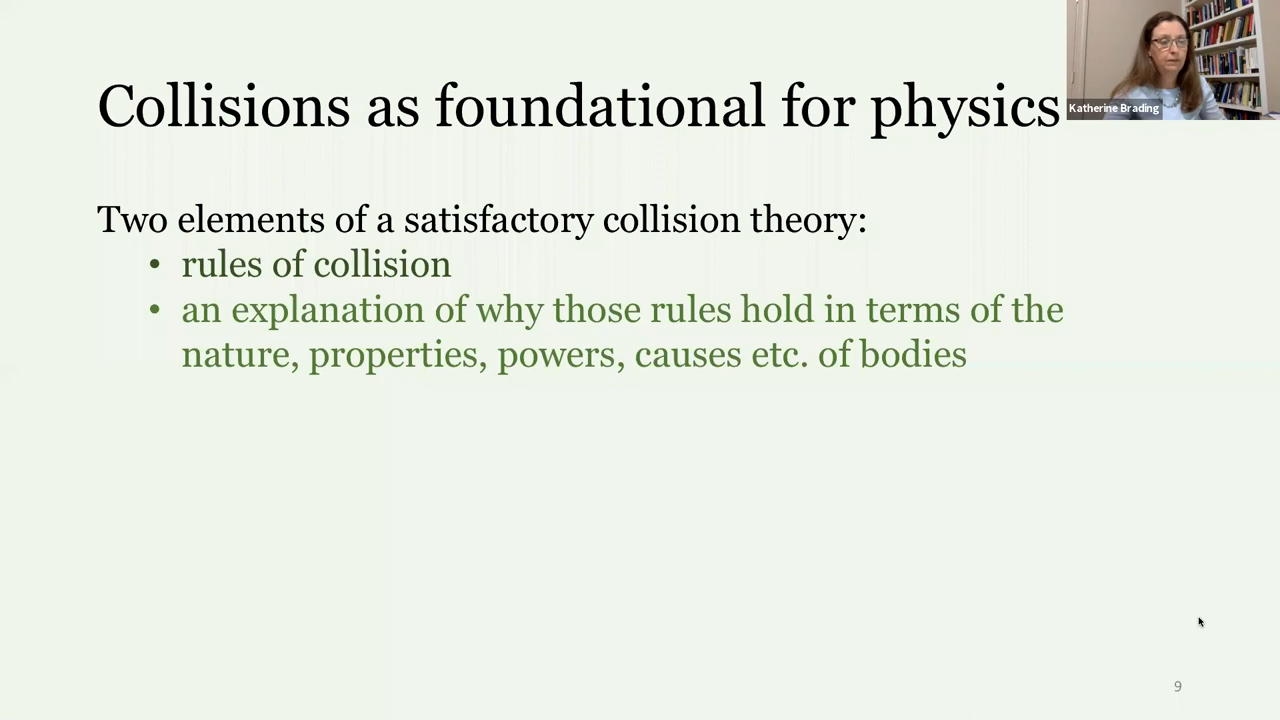 Collisions as foundational for physics
Katherine Brading
Two elements of a satisfactory collision theory:
• rules of collision
• an explanation of why those rules hold in terms of the
nature, properties, powers, causes etc. of bodies
9